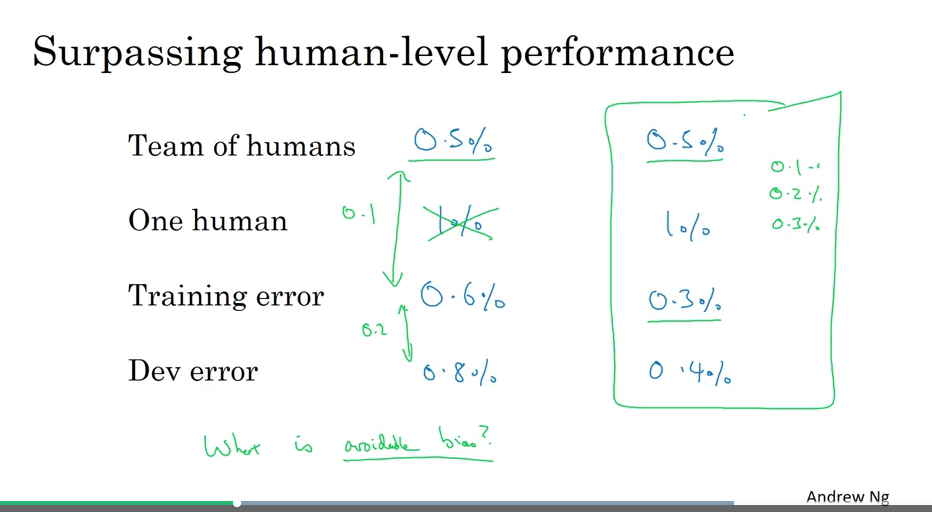 Surpassing human-level performance
Team of humans 0.5% 0.5%
0.1
0.2%
0.3%
One human 0.1 1% 1%
Training error 0.6% 0.3%
0.2
Dev error 0.8% 0.4%
What is avoidable bias?
Andrew Ng